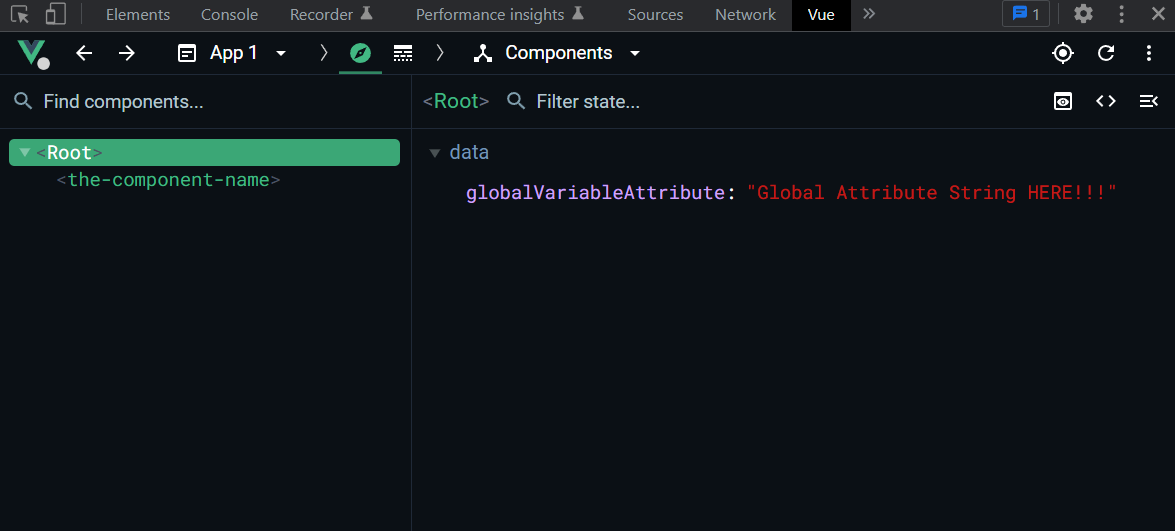 Elements Console Recorder Performance insights Sources Network Vue 1
App 1 Components
Find components... <Root> Filter state...
<Root>
<the-component-name>
data
globalVariableAttribute: "Global Attribute String HERE!!!"